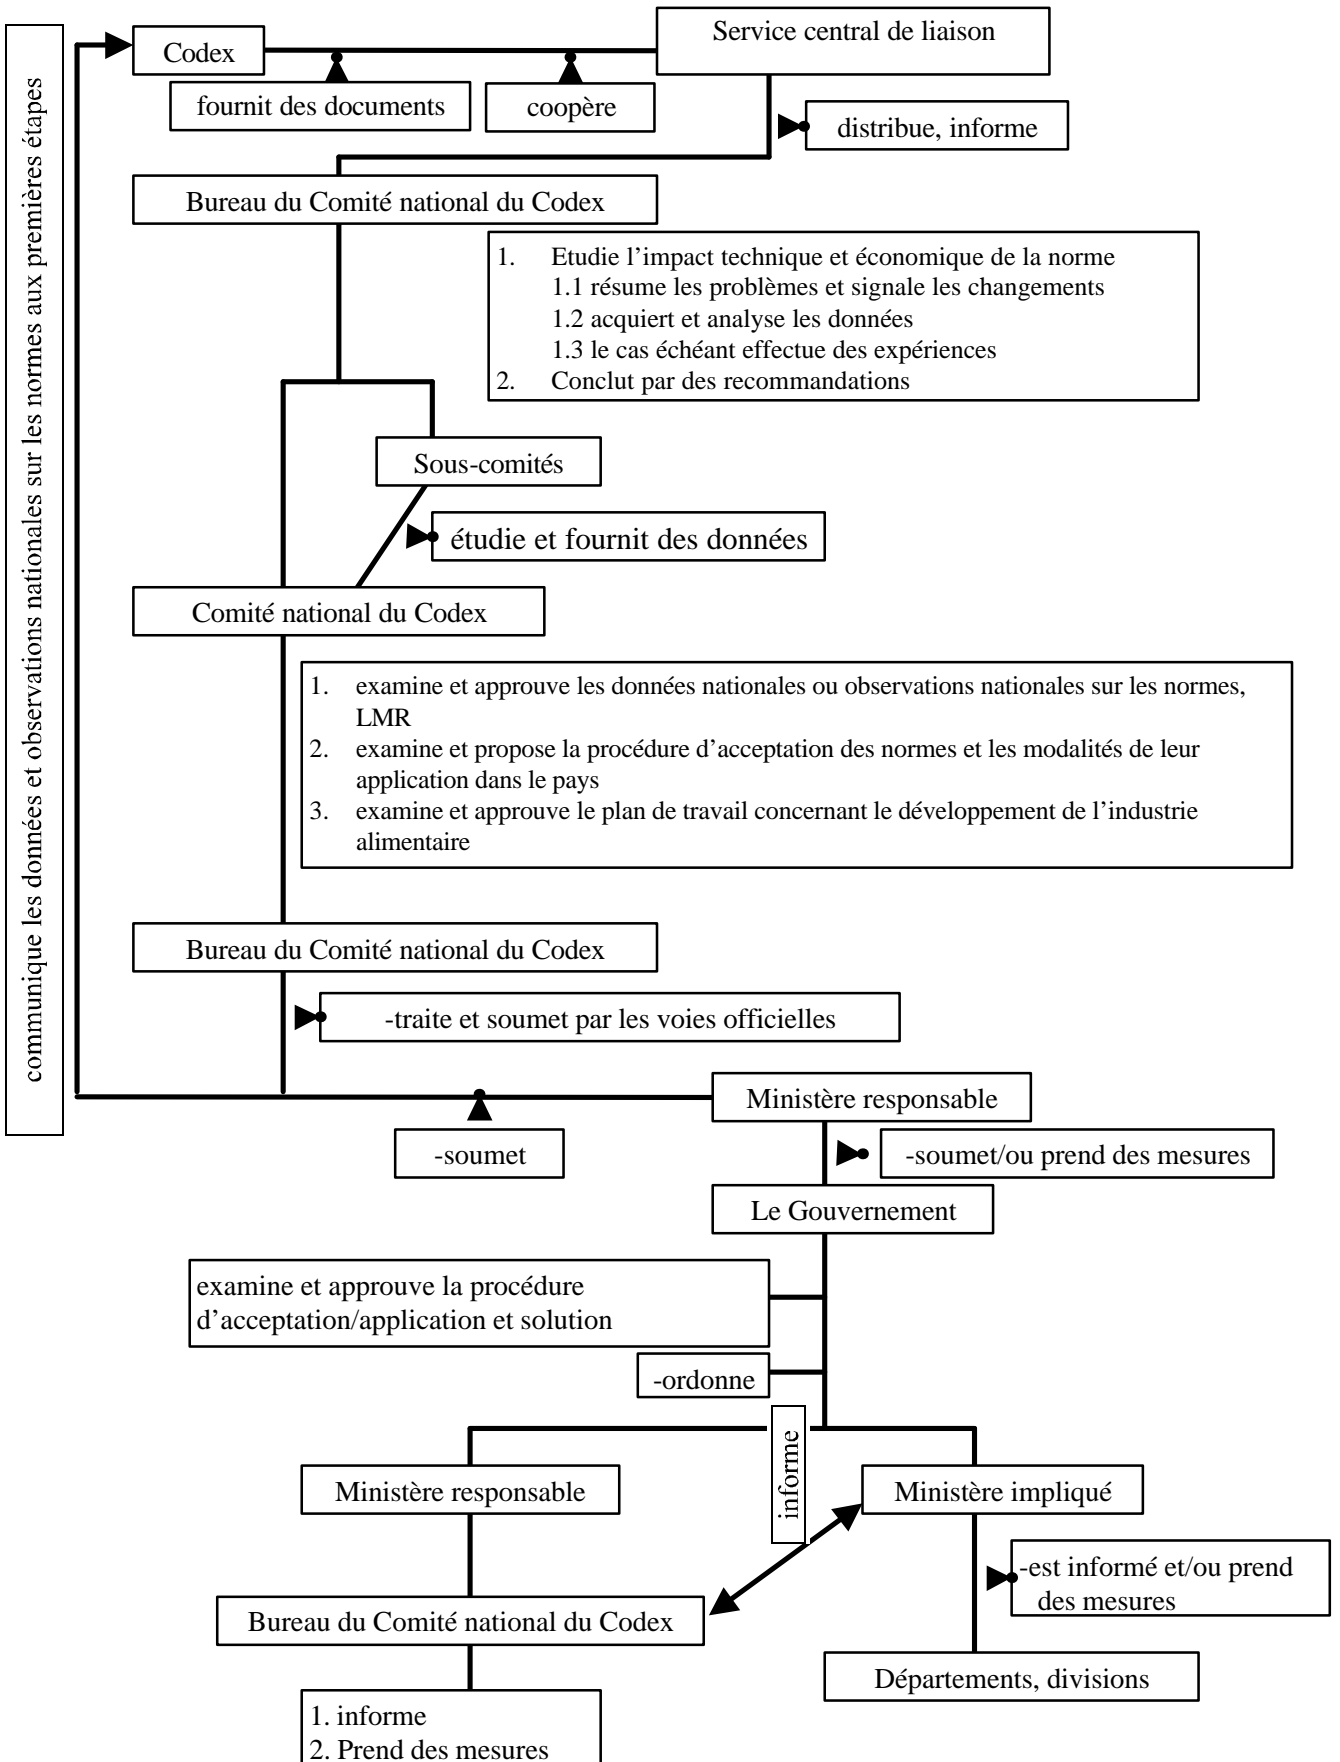 communique les données et observations nationales sur les normes aux premières étapes
Codex
Service central de liaison
fournit des documents
coopère
distribue, informe
Bureau du Comité national du Codex
1. Etudie l’impact technique et économique de la norme
1.1 résume les problèmes et signale les changements
1.2 acquiert et analyse les données
1.3 le cas échéant effectue des expériences
2. Conclut par des recommandations
Sous-comités
étudie et fournit des données
Comité national du Codex
1. examine et approuve les données nationales ou observations nationales sur les normes,
LMR
2. examine et propose la procédure d’acceptation des normes et les modalités de leur
application dans le pays
3. examine et approuve le plan de travail concernant le développement de l’industrie
alimentaire
Bureau du Comité national du Codex
-traite et soumet par les voies officielles
Ministère responsable
-soumet
-soumet/ou prend des mesures
Le Gouvernement
examine et approuve la procédure
d’acceptation/application et solution
-ordonne
informe
Ministère responsable
Ministère impliqué
-est informé et/ou prend
des mesures
Bureau du Comité national du Codex
Départements, divisions
1. informe
2. Prend des mesures